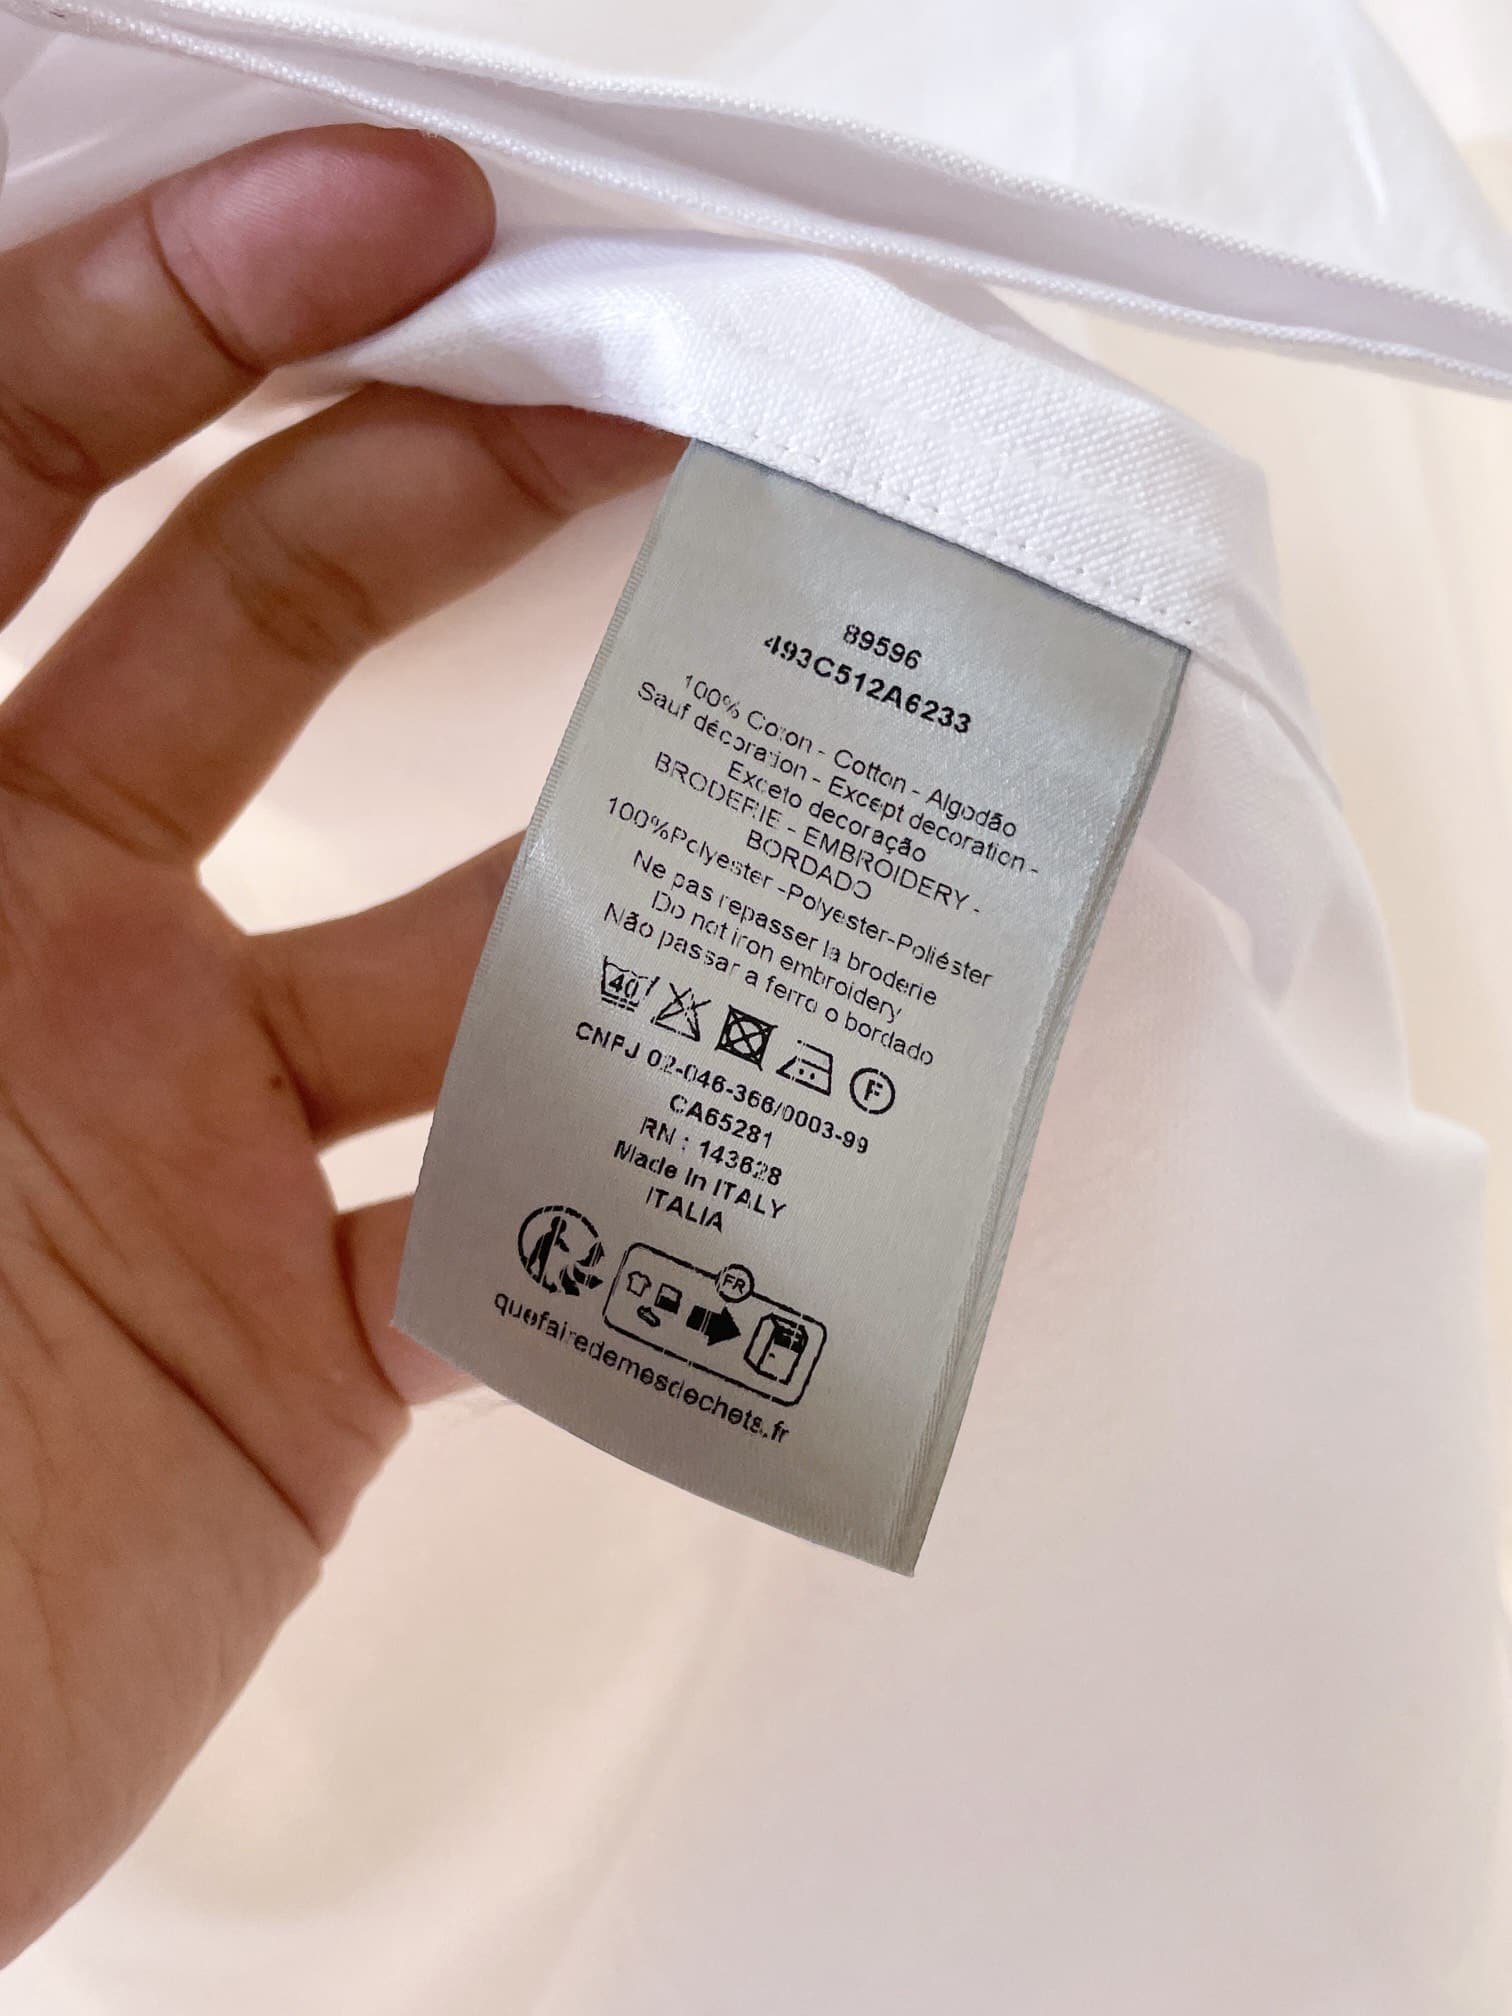 89596
493C512A6233
100% Coton - Cotton - Algodão
Sauf décoration - Except decoration -
Exceto decoração
BRODERIE - EMBROIDERY -
BORDADO
100%Polyester -Polyester-Poliéster
Ne pas repasser la broderie
Do not iron embroidery
Não passar a ferro o bordado
40 F
CNPJ 02-046-366/0003-99
CA65281
RN : 143628
Made In ITALY
ITALIA
FR
quefairedemesdechets.fr